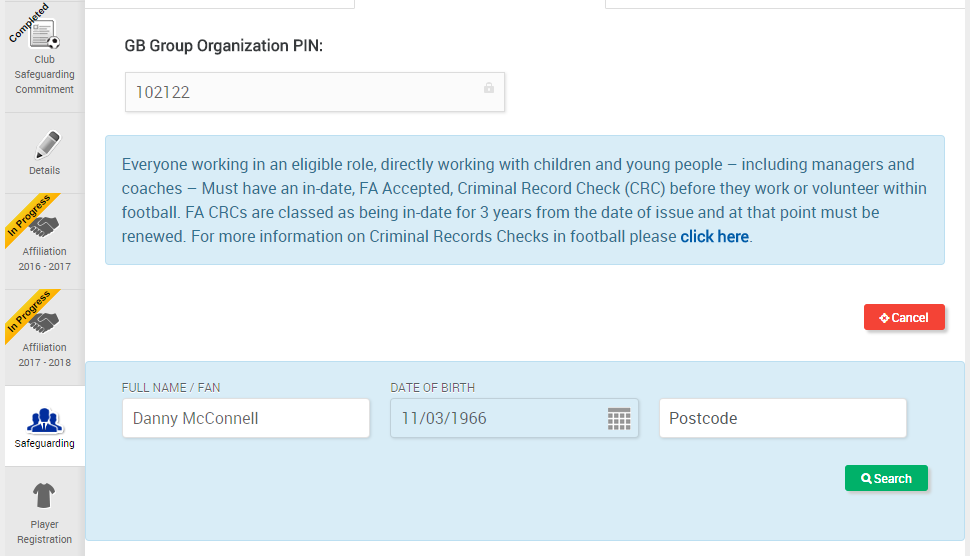 Completed
Club
Safeguarding
Commitment
Details
In Progress
Affiliation
2016 - 2017
In Progress
Affiliation
2017 - 2018
Safeguarding
Player
Registration
GB Group Organization PIN:
102122
Everyone working in an eligible role, directly working with children and young people – including managers and
coaches – Must have an in-date, FA Accepted, Criminal Record Check (CRC) before they work or volunteer within
football. FA CRCs are classed as being in-date for 3 years from the date of issue and at that point must be
renewed. For more information on Criminal Records Checks in football please click here.
Cancel
FULL NAME / FAN
DATE OF BIRTH
Danny McConnell
11/03/1966
Postcode
Search